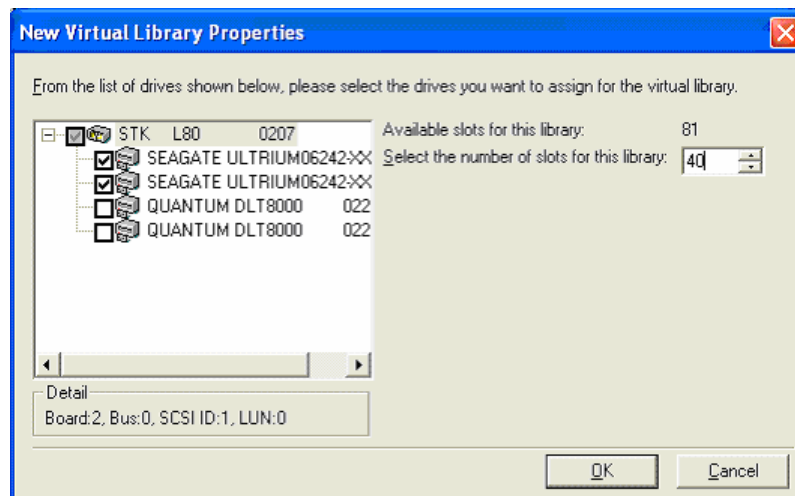 New Virtual Library Properties
From the list of drives shown below, please select the drives you want to assign for the virtual library.
STK L80 0207
SEAGATE ULTRIUM06242-XX
SEAGATE ULTRIUM06242-XX
QUANTUM DLT8000 022
QUANTUM DLT8000 022
Available slots for this library: 81
Select the number of slots for this library: 40
Detail
Board:2, Bus:0, SCSI ID:1, LUN:0
OK Cancel